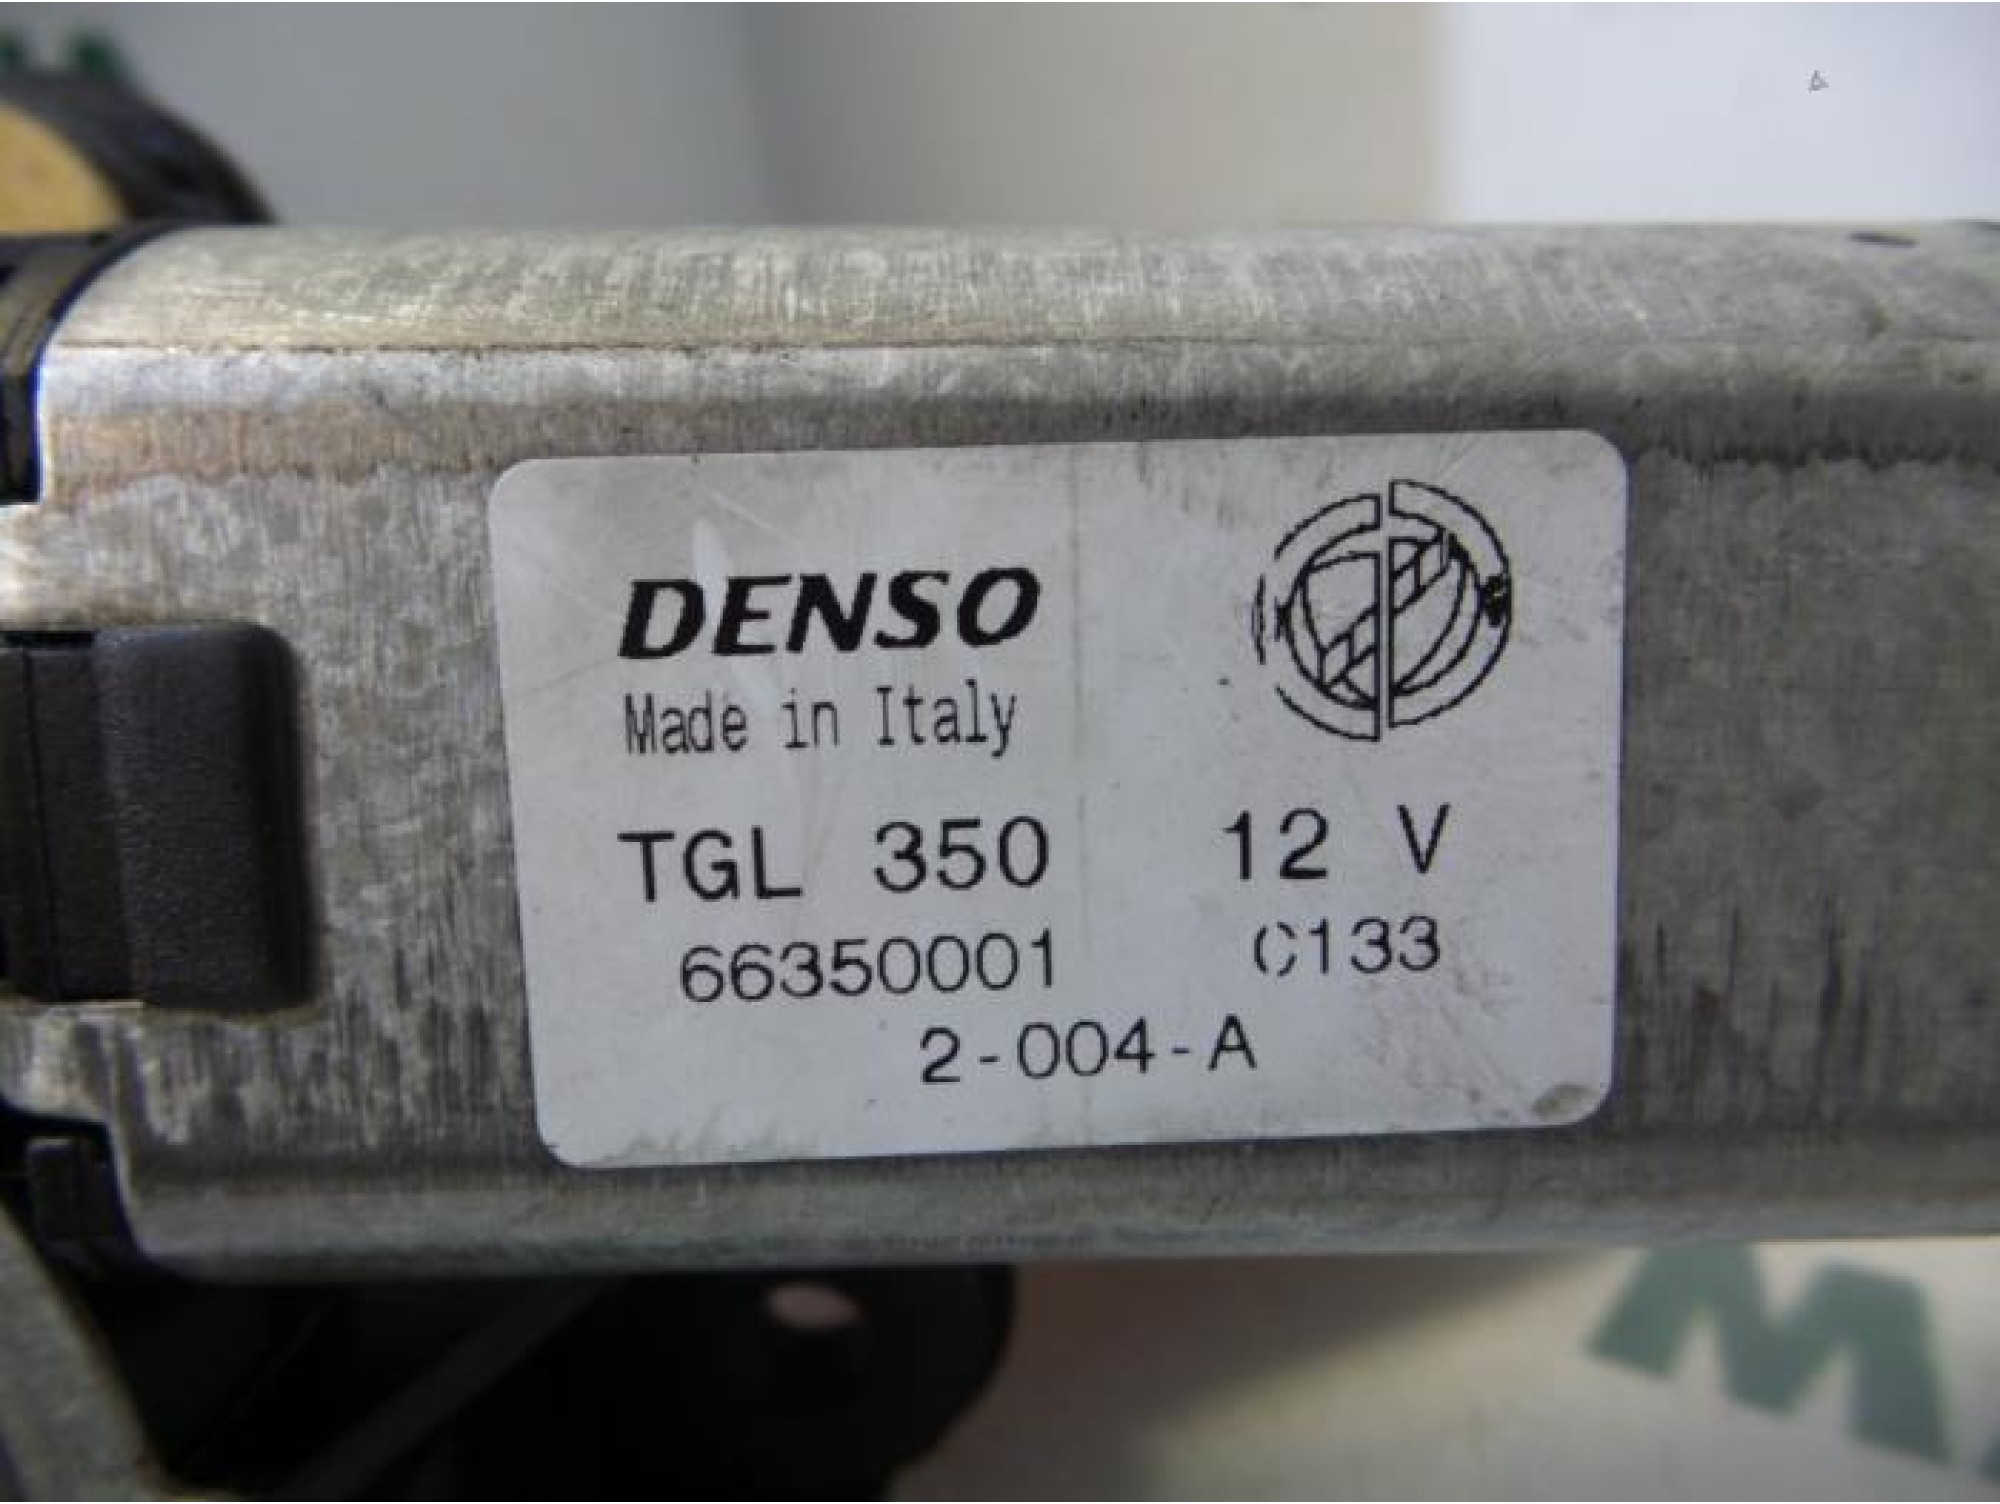 DENSO
Made in Italy
TGL 350 12 V
66350001 C133
2-004-A